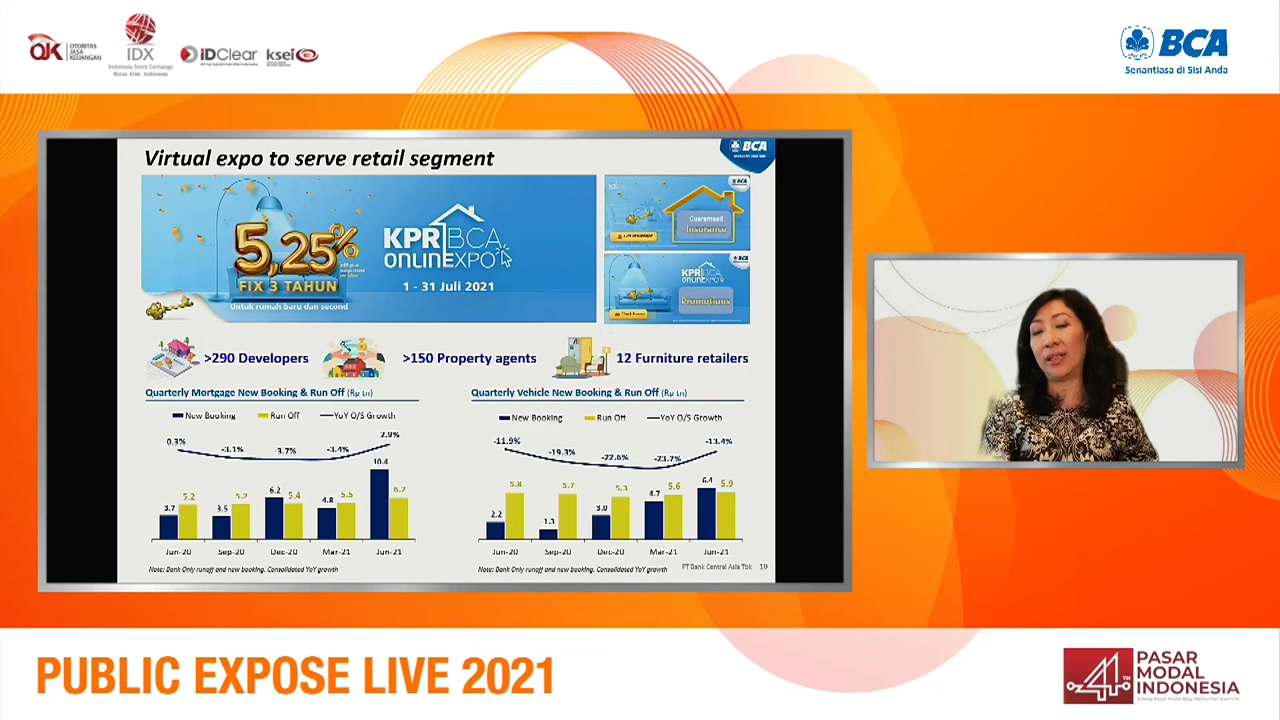 OJK OTORITAS JASA KEUANGAN
IDX
Indonesia Stock Exchange
Bursa Efek Indonesia
iDClear
ksei
BCA
Senantiasa di Sisi Anda
Virtual expo to serve retail segment
BCA
5,25%
FIX 3 TAHUN
Untuk rumah baru dan second
KPR BCA
ONLINEXPO
1 - 31 Juli 2021
BCA
Guaranteed
Insurance
BCA
KPR BCA
ONLINEXPO
Promotions
>290 Developers
>150 Property agents
12 Furniture retailers
Quarterly Mortgage New Booking & Run Off (Rp tn)
New Booking Run Off YoY O/S Growth
0.3% -3.1% -3.7% -3.4% 2.9%
3.7 5.2 3.5 5.2 6.2 5.4 4.8 5.5 10.4 6.2
Jun-20 Sep-20 Dec-20 Mar-21 Jun-21
Note: Bank Only runoff and new booking. Consolidated YoY growth
Quarterly Vehicle New Booking & Run Off (Rp tn)
New Booking Run Off YoY O/S Growth
-11.9% -19.3% -22.6% -23.7% -13.4%
2.2 5.8 1.3 5.7 3.0 5.3 4.7 5.6 6.4 5.9
Jun-20 Sep-20 Dec-20 Mar-21 Jun-21
Note: Bank Only runoff and new booking. Consolidated YoY growth
PT Bank Central Asia Tbk 10
PUBLIC EXPOSE LIVE 2021
44TH
PASAR
MODAL
INDONESIA